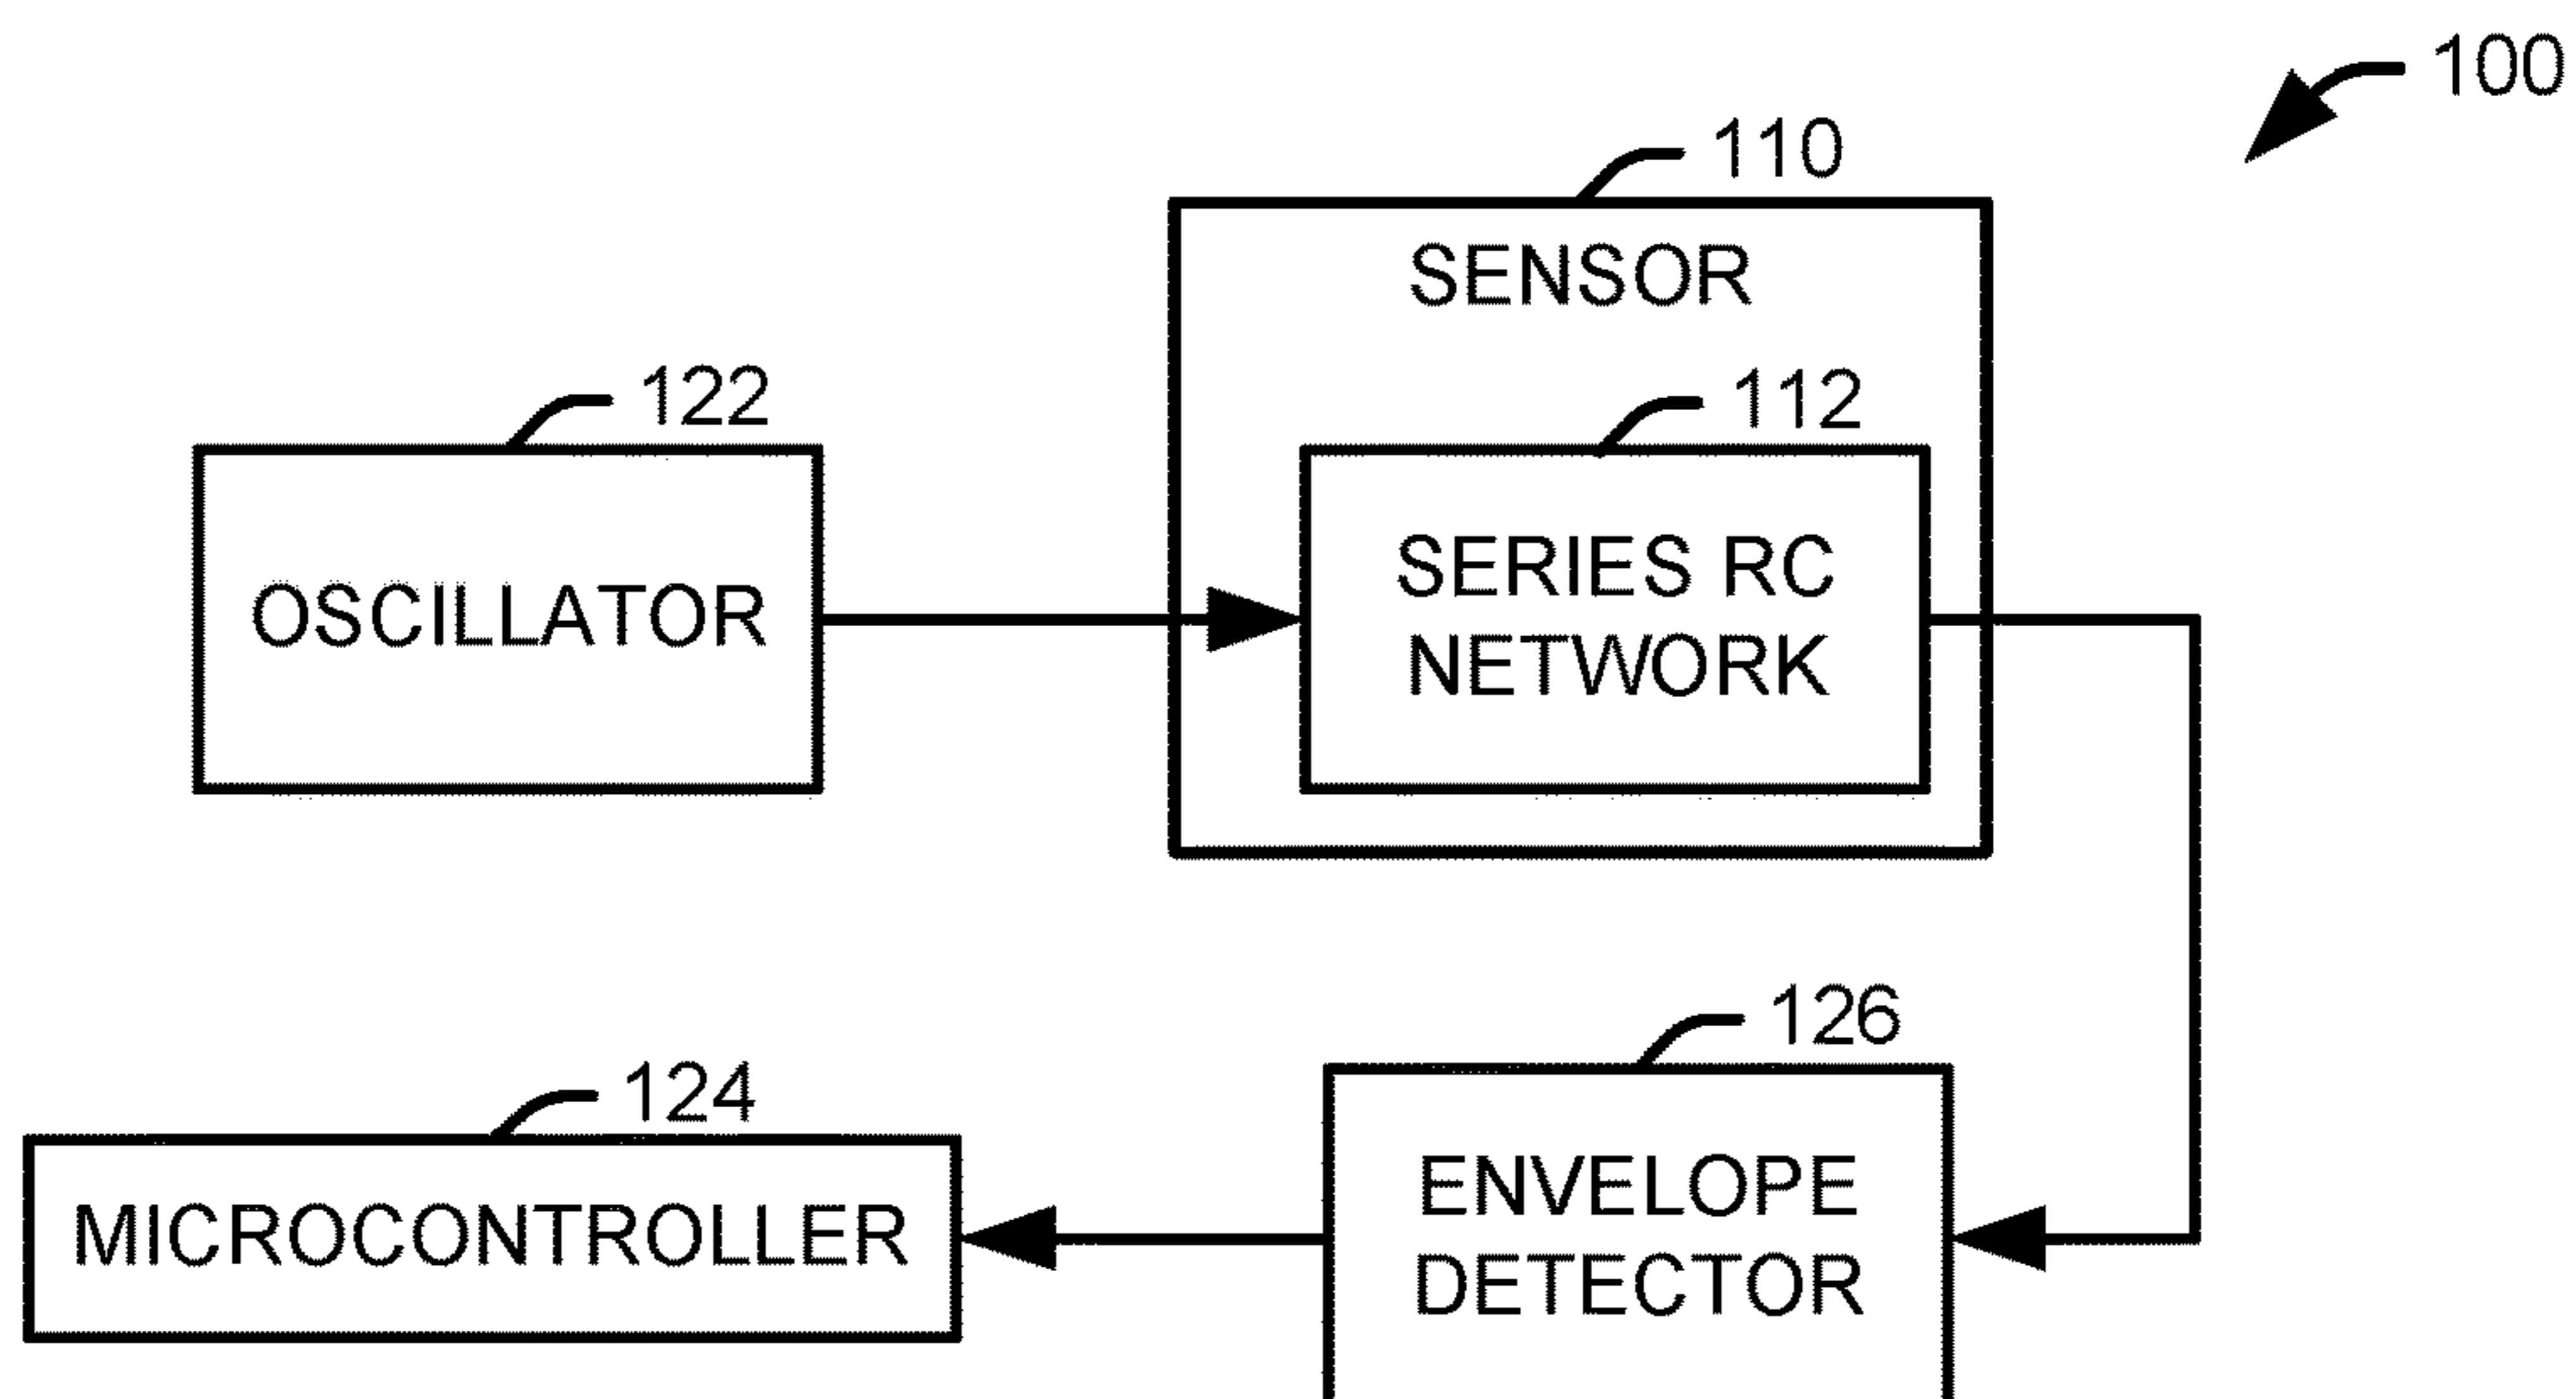 100
110
SENSOR
122
112
OSCILLATOR
SERIES RC
NETWORK
126
124
MICROCONTROLLER
ENVELOPE
DETECTOR